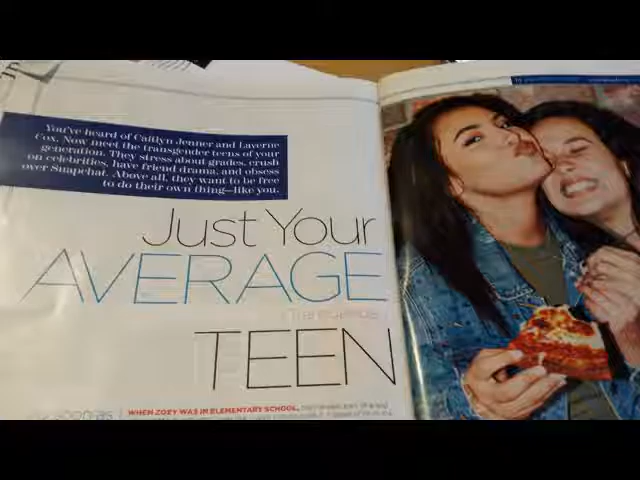 You've heard of Caitlyn Jenner and Laverne
Cox. Now meet the transgender teens of your
generation. They stress about grades, crush
on celebrities, have friend drama, and obsess
over Snapchat. Above all, they want to be free
to do their own thing—like you.
JUST YOUR
AVERAGE
TEEN
WHEN ZOEY WAS IN ELEMENTARY SCHOOL,